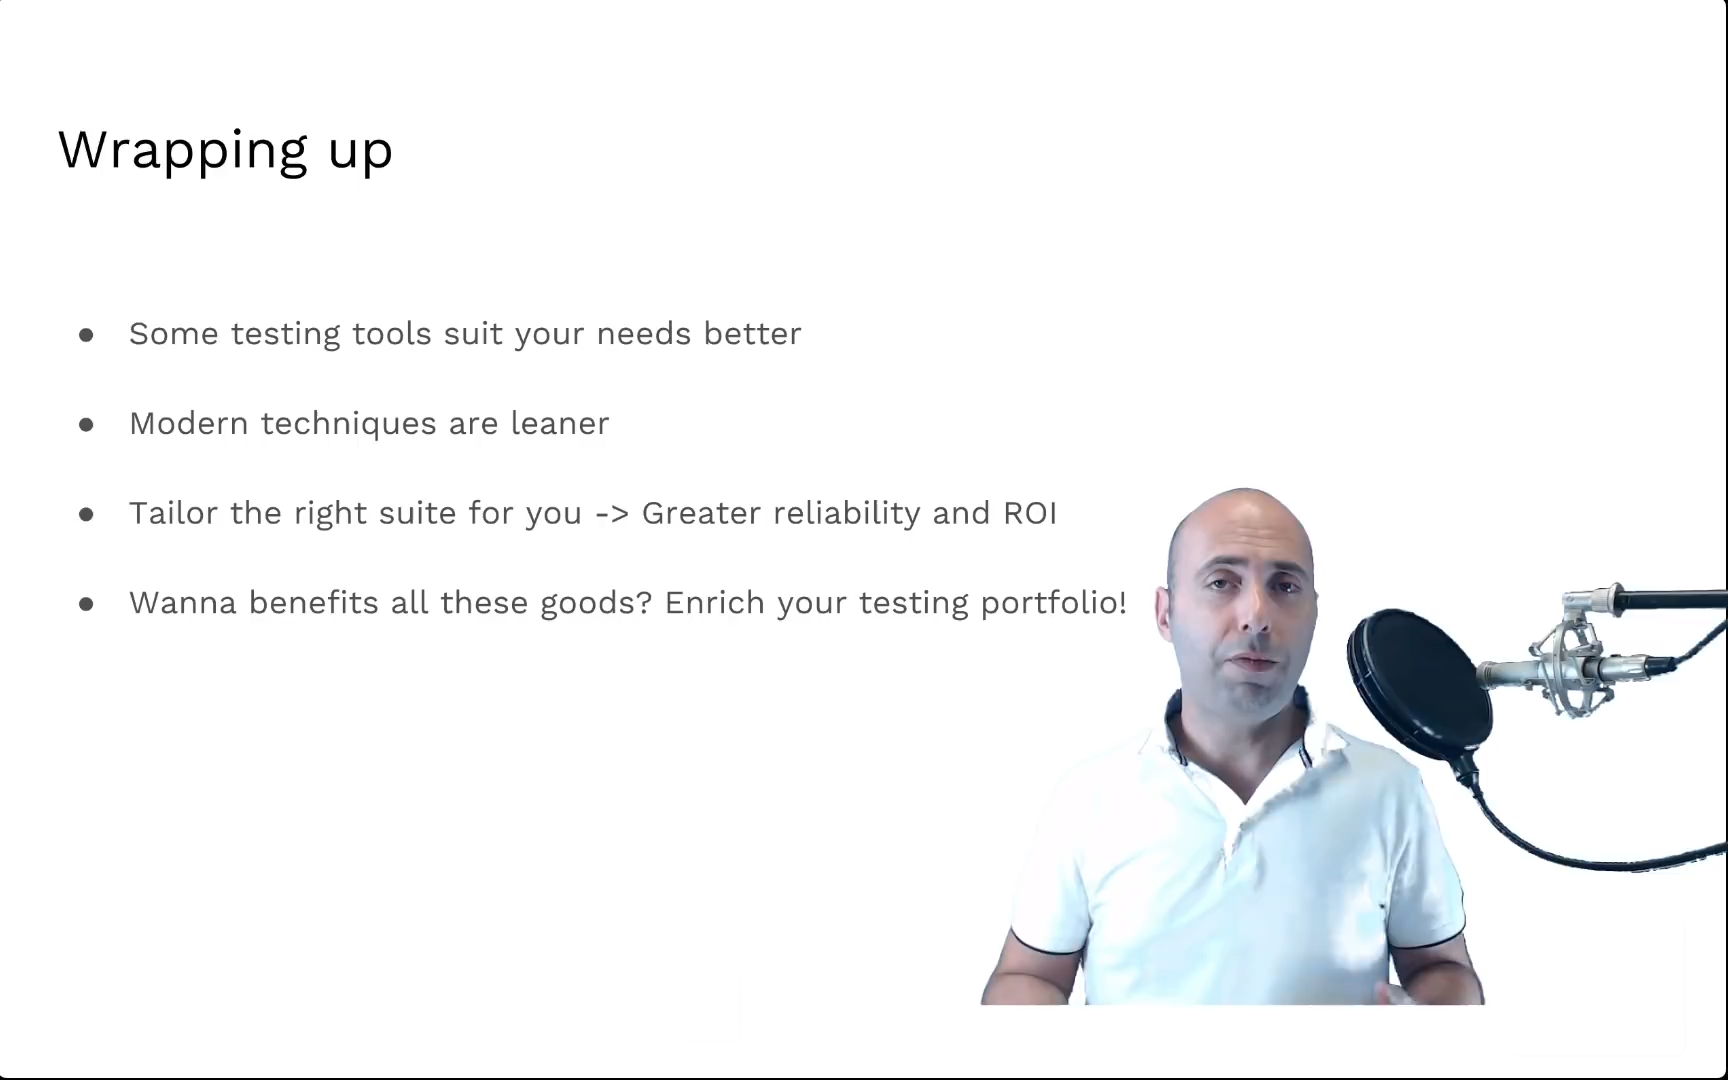 Wrapping up
● Some testing tools suit your needs better
● Modern techniques are leaner
● Tailor the right suite for you -> Greater reliability and ROI
● Wanna benefits all these goods? Enrich your testing portfolio!